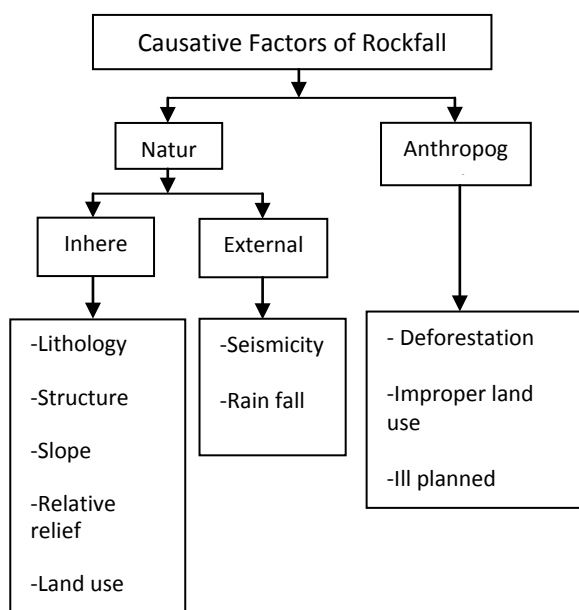 Causative Factors of Rockfall
Natur
Anthropog
Inhere
External
-Lithology
-Structure
-Slope
-Relative
relief
-Land use
-Seismicity
-Rain fall
- Deforestation
-Improper land
use
-Ill planned